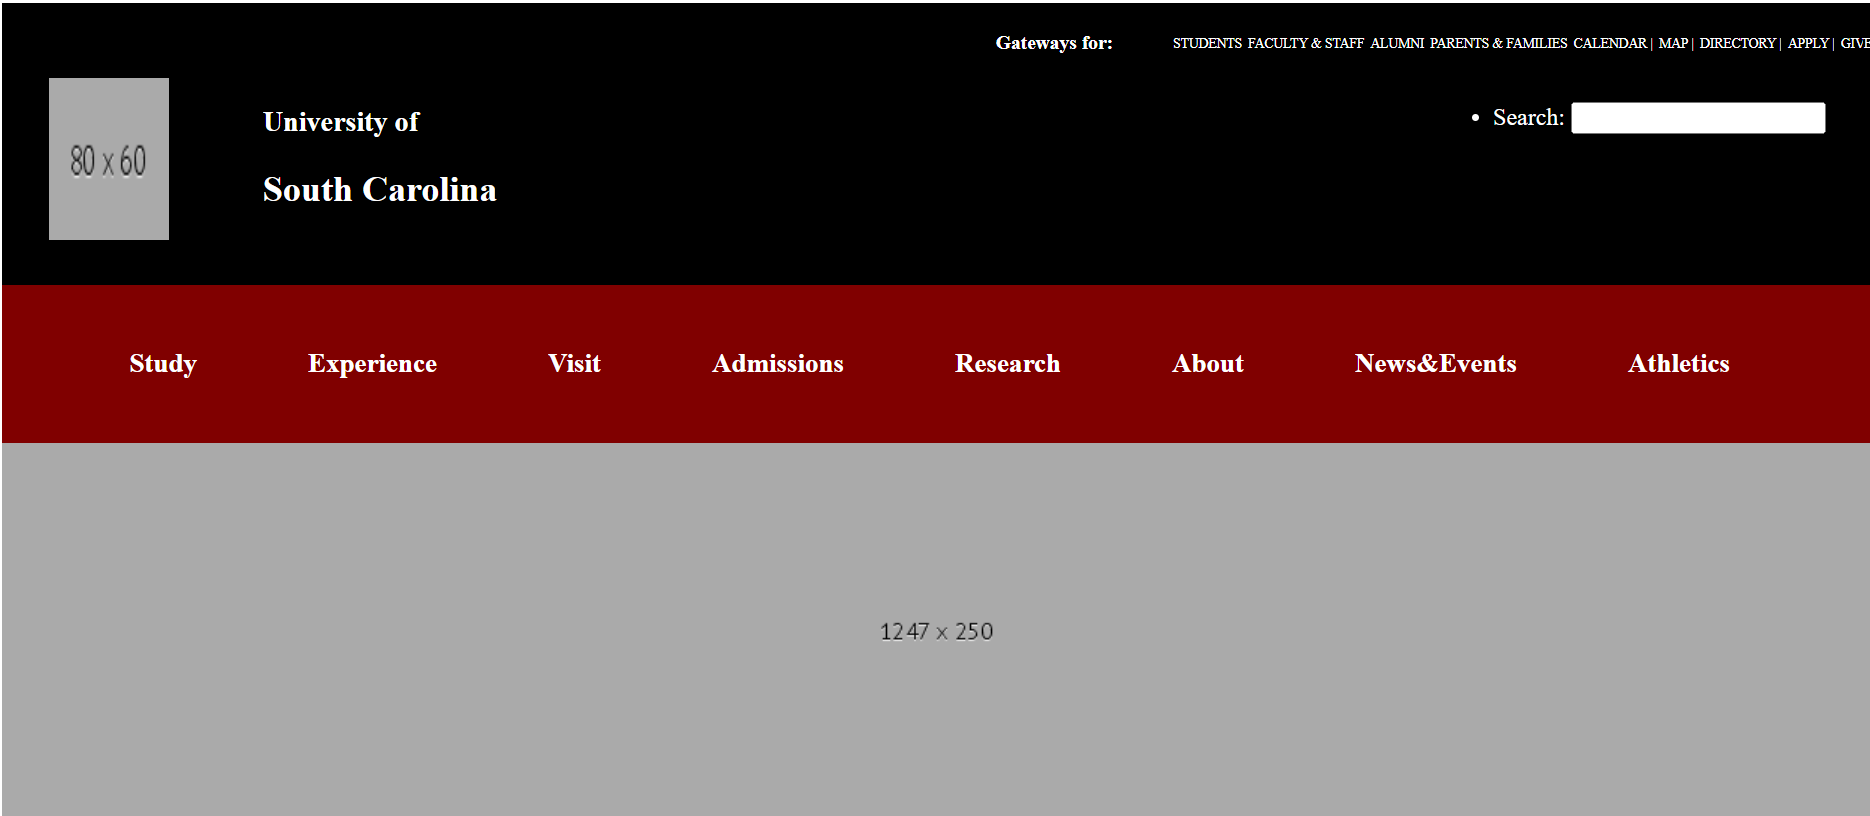 Gateways for: STUDENTS FACULTY & STAFF ALUMNI PARENTS & FAMILIES CALENDAR | MAP | DIRECTORY | APPLY | GIVE
80 x 60
University of
South Carolina
• Search:
Study Experience Visit Admissions Research About News&Events Athletics
1247 x 250